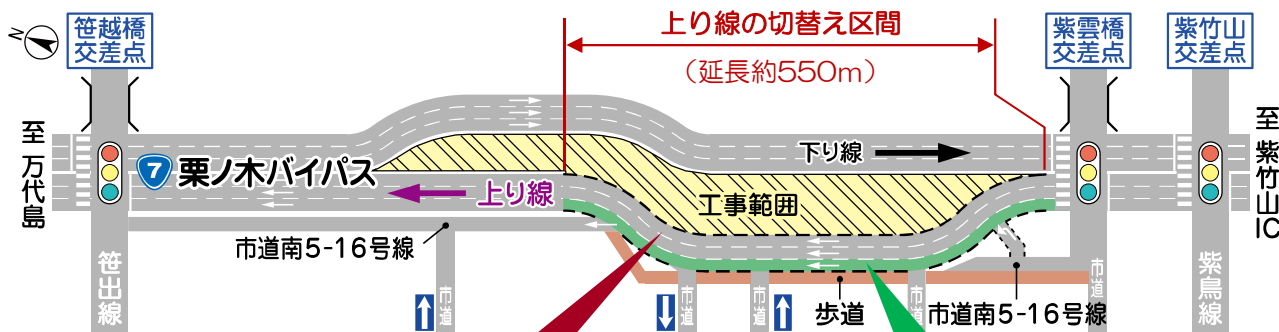 N
笹越橋
交差点
上り線の切替え区間
(延長約550m)
紫雲橋
交差点
紫竹山
交差点
至 万代島
7
栗ノ木バイパス
下り線
上り線
工事範囲
至 紫竹山IC
市道南5-16号線
笹出線
市道
市道
市道
歩道
市道
市道南5-16号線
市道
紫鳥線